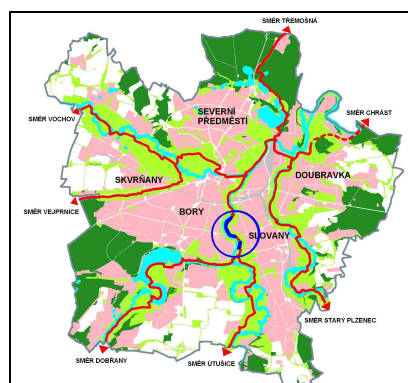 SMĚR TŘEMOŠNÁ
SMĚR CHRÁST
SEVERNÍ
PŘEDMĚSTÍ
SMĚR VOCHOV
DOUBRAVKA
SKVRŇANY
SMĚR VEJPRNICE
BORY
SLOVANY
SMĚR STARÝ PLZENEC
SMĚR DOBŘANY
SMĚR ÚTUŠICE